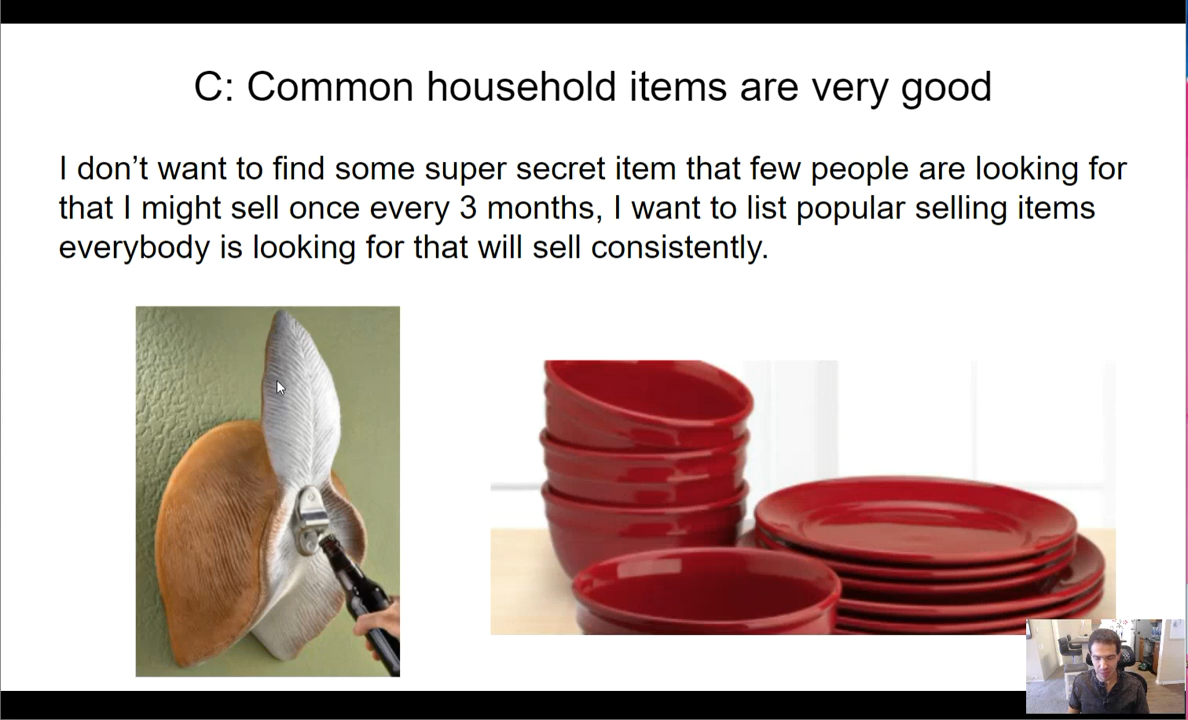 C: Common household items are very good
I don’t want to find some super secret item that few people are looking for
that I might sell once every 3 months, I want to list popular selling items
everybody is looking for that will sell consistently.